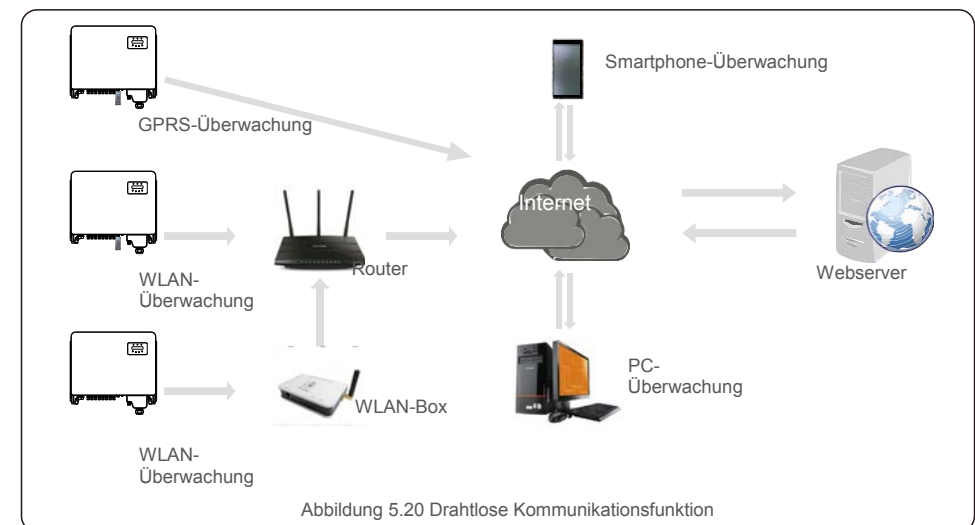 Smartphone-Überwachung
GPRS-Überwachung
Internet
Router
Webserver
WLAN-
Überwachung
PC-
Überwachung
WLAN-Box
WLAN-
Überwachung
Abbildung 5.20 Drahtlose Kommunikationsfunktion